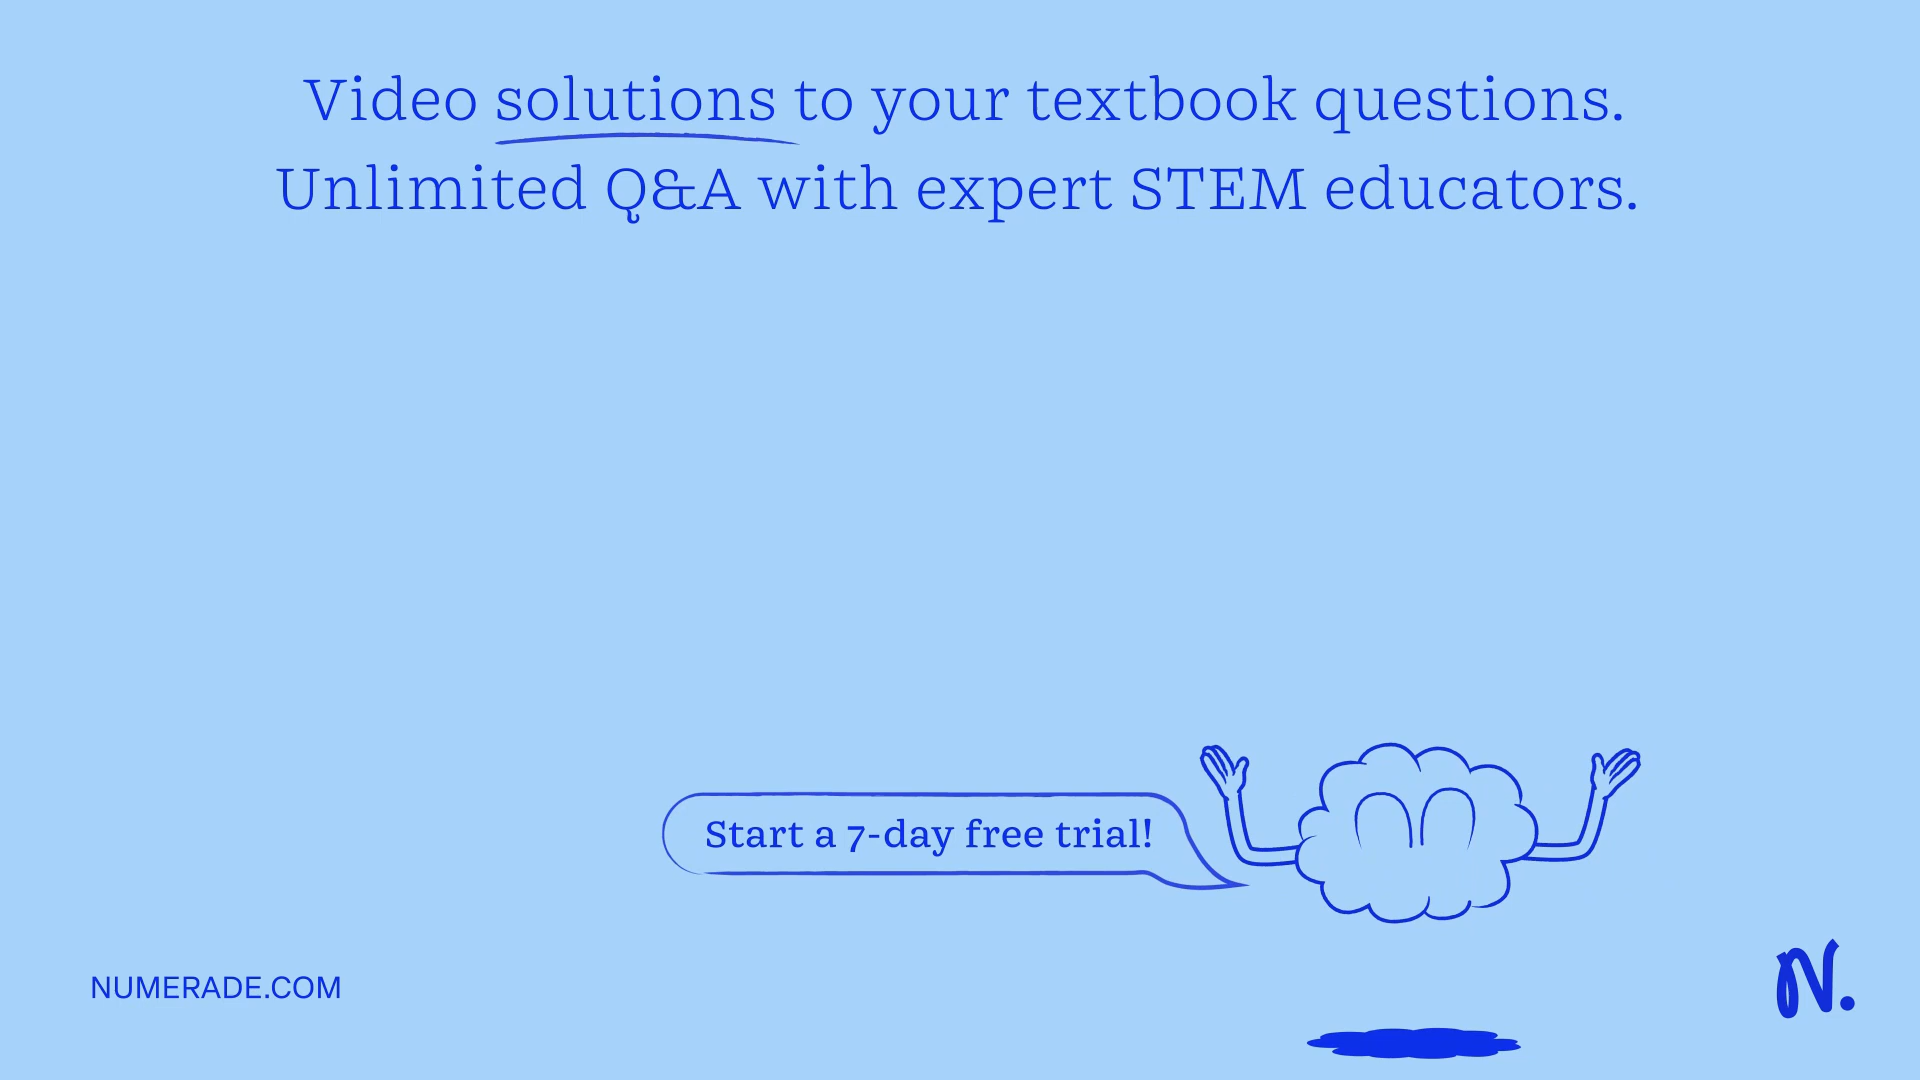 Video solutions to your textbook questions.
Unlimited Q&A with expert STEM educators.
Start a 7-day free trial!
NUMERADE.COM
N.